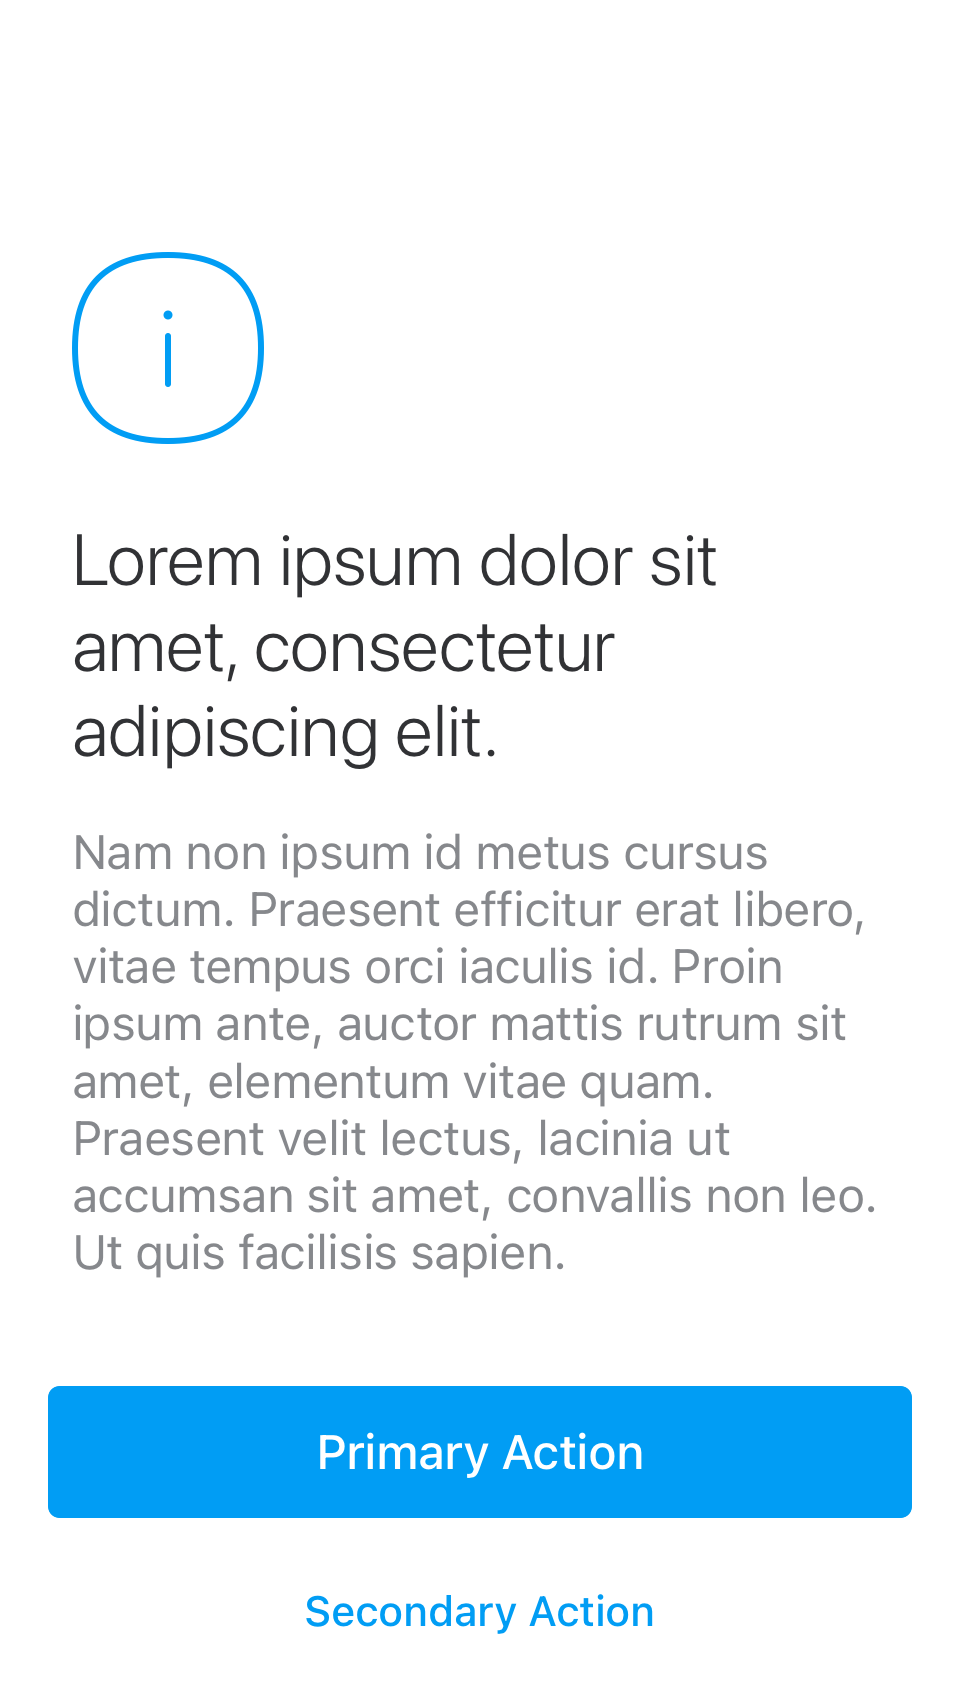 Lorem ipsum dolor sit
amet, consectetur
adipiscing elit.
Nam non ipsum id metus cursus
dictum. Praesent efficitur erat libero,
vitae tempus orci iaculis id. Proin
ipsum ante, auctor mattis rutrum sit
amet, elementum vitae quam.
Praesent velit lectus, lacinia ut
accumsan sit amet, convallis non leo.
Ut quis facilisis sapien.
Primary Action
Secondary Action